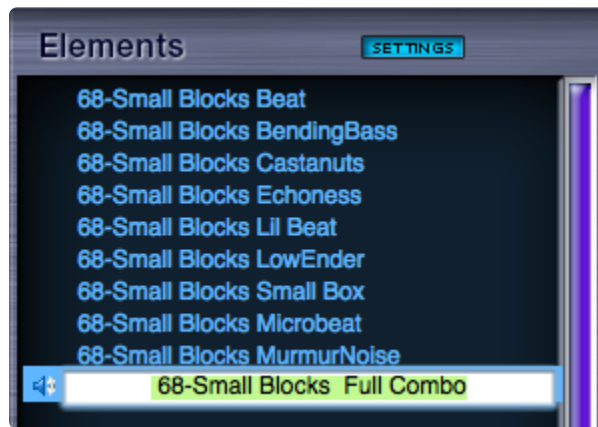 Elements
SETTINGS
68-Small Blocks Beat
68-Small Blocks BendingBass
68-Small Blocks Castanuts
68-Small Blocks Echoness
68-Small Blocks Lil Beat
68-Small Blocks LowEnder
68-Small Blocks Small Box
68-Small Blocks Microbeat
68-Small Blocks MurmurNoise
68-Small Blocks  Full Combo